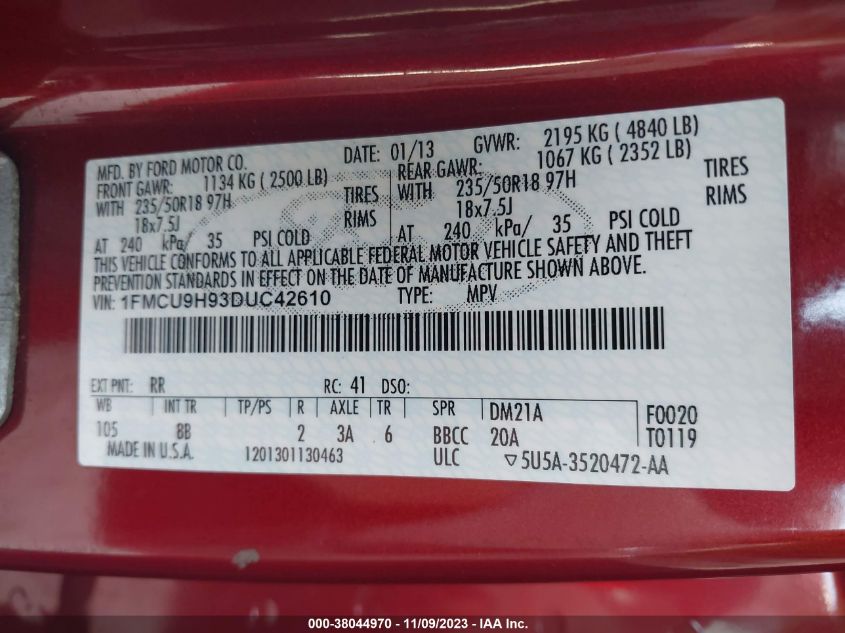 MFD. BY FORD MOTOR CO.
DATE: 01/13 GVWR: 2195 KG ( 4840 LB)
FRONT GAWR: 1134 KG ( 2500 LB)
REAR GAWR: 1067 KG ( 2352 LB)
WITH 235/50R18 97H TIRES
WITH 235/50R18 97H TIRES
18x7.5J RIMS
18x7.5J RIMS
AT 240 kPa/ 35 PSI COLD
AT 240 kPa/ 35 PSI COLD
THIS VEHICLE CONFORMS TO ALL APPLICABLE FEDERAL MOTOR VEHICLE SAFETY AND THEFT
PREVENTION STANDARDS IN EFFECT ON THE DATE OF MANUFACTURE SHOWN ABOVE.
VIN: 1FMCU9H93DUC42610 TYPE: MPV
EXT PNT: RR RC: 41 DSO:
WB INT TR TP/PS R AXLE TR SPR DM21A F0020
105 8B 2 3A 6 BBCC 20A T0119
MADE IN U.S.A. 1201301130463 ULC ▽5U5A-3520472-AA
000-38044970 - 11/09/2023 - IAA Inc.